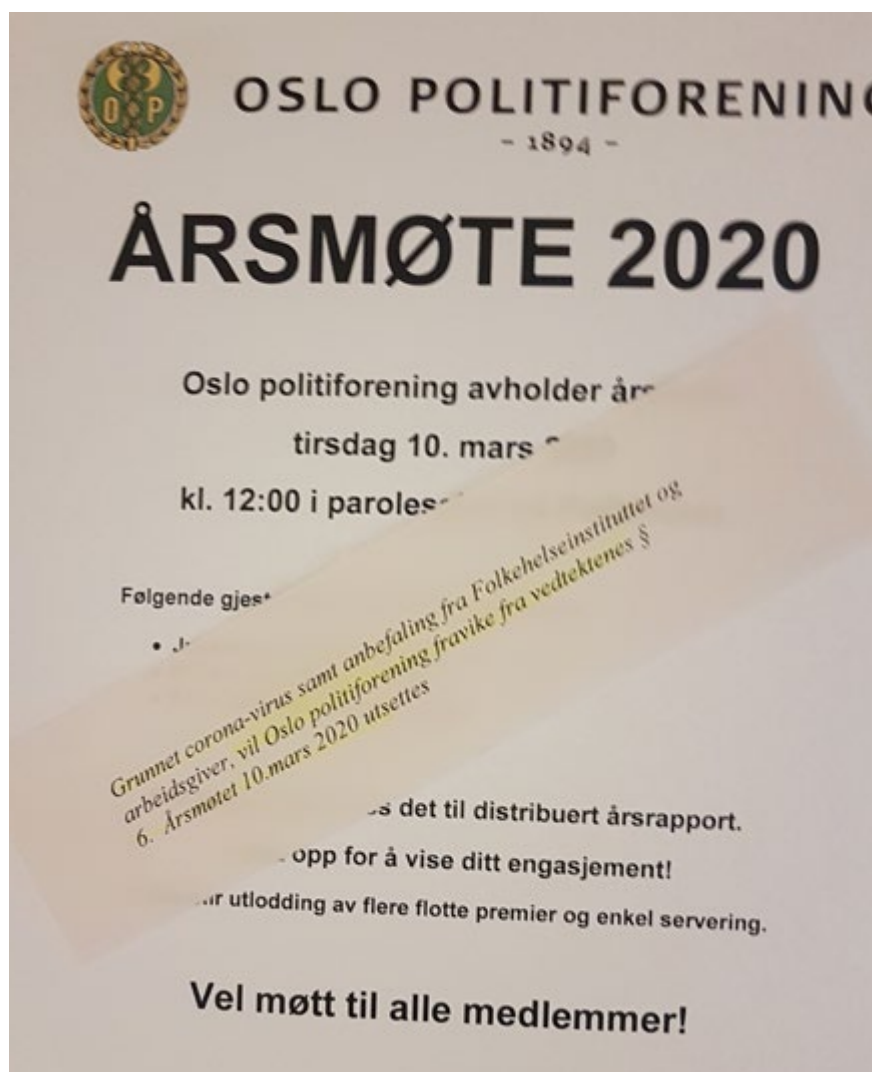 OP
OSLO POLITIFORENIN
- 1894 -
ÅRSMØTE 2020
Oslo politiforening avholder
tirsdag 10. mars
kl. 12:00 i
Følgende
Grunnet corona-virus samt anbefaling fra Folkehelseinstituttet og
arbeidsgiver, vil Oslo politiforening fravike fra vedtektenes §
6. Årsmøtet 10.mars 2020 utsettes
det til distribuert årsrapport.
opp for å vise ditt engasjement!
utlodding av flere flotte premier og enkel servering.
Vel møtt til alle medlemmer!